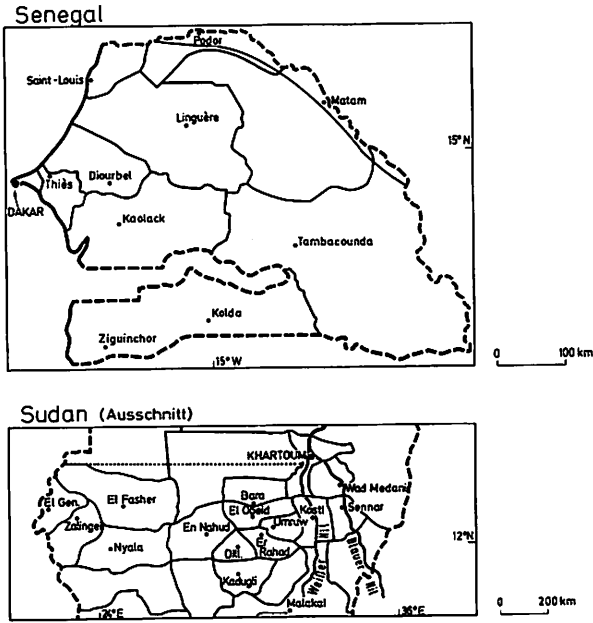 Senegal
Podor
Saint-Louis
Matam
Linguère
15°N
Thiès
Diourbel
DAKAR
Kaolack
Tambacounda
Kolda
Ziguinchor
15°W
0 100 km
Sudan (Ausschnitt)
KHARTOUM
Wad Medani
El Gen.
El Fasher
Bara
El Obeid
Kosti
Sennar
Zalingei
En Nahud
Umruw.
Er
Rahad
12°N
Nyala
Dil.
Kadugli
Weißer Nil
Blauer Nil
Malakal
24°E
36°E
0 200 km